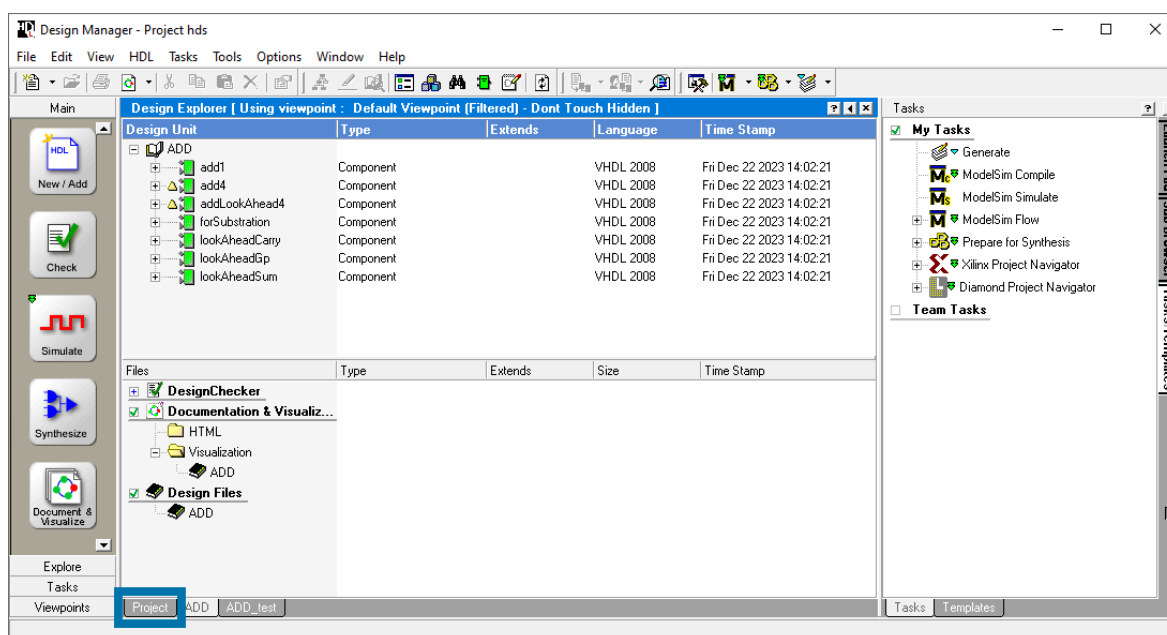 Design Manager - Project hds
File Edit View HDL Tasks Tools Options Window Help
Main
HDL
New / Add
Check
Simulate
Synthesize
Document &
Visualize
Explore
Tasks
Viewpoints
Design Explorer [ Using viewpoint : Default Viewpoint (Filtered) - Dont Touch Hidden ]
Design Unit Type Extends Language Time Stamp
ADD
add1 Component VHDL 2008 Fri Dec 22 2023 14:02:21
add4 Component VHDL 2008 Fri Dec 22 2023 14:02:21
addLookAhead4 Component VHDL 2008 Fri Dec 22 2023 14:02:21
forSubstration Component VHDL 2008 Fri Dec 22 2023 14:02:21
lookAheadCarry Component VHDL 2008 Fri Dec 22 2023 14:02:21
lookAheadGp Component VHDL 2008 Fri Dec 22 2023 14:02:21
lookAheadSum Component VHDL 2008 Fri Dec 22 2023 14:02:21
Files Type Extends Size Time Stamp
DesignChecker
Documentation & Visualiz...
HTML
Visualization
ADD
Design Files
ADD
Project ADD ADD_test
Tasks
My Tasks
Generate
ModelSim Compile
ModelSim Simulate
ModelSim Flow
Prepare for Synthesis
Xilinx Project Navigator
Diamond Project Navigator
Team Tasks
Tasks Templates